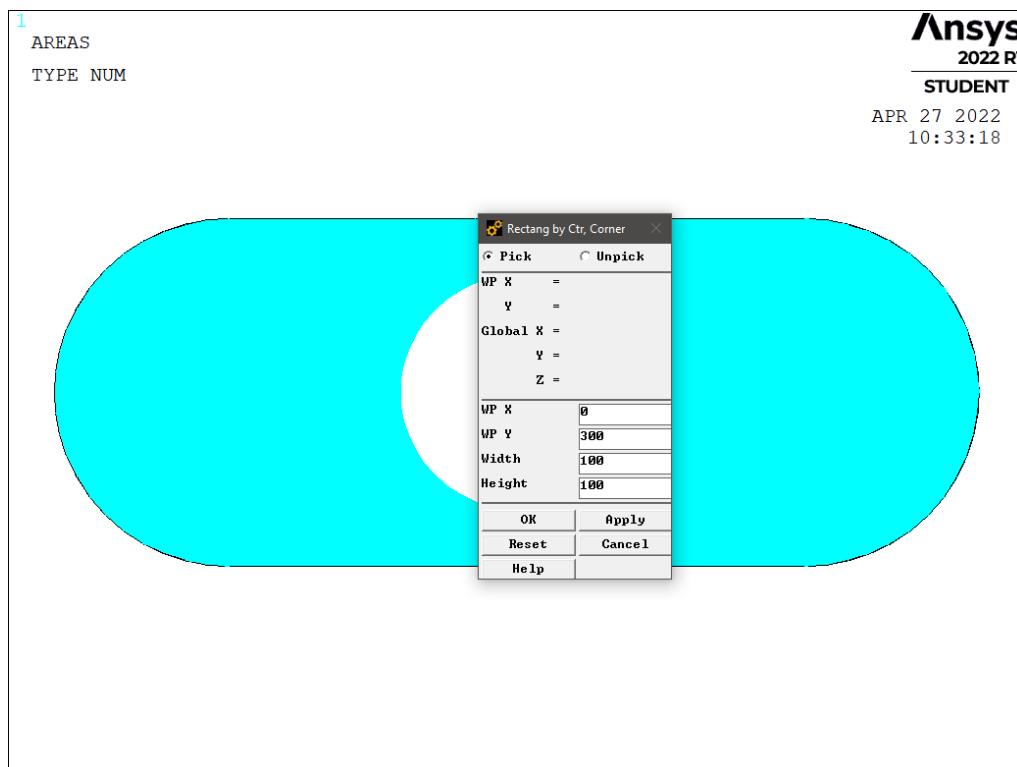 1
AREAS
TYPE NUM
Ansys
2022 R
STUDENT
APR 27 2022
10:33:18
Rectang by Ctr, Corner
Pick Unpick
WP X =
Y =
Global X =
Y =
Z =
WP X 0
WP Y 300
Width 100
Height 100
OK Apply
Reset Cancel
Help